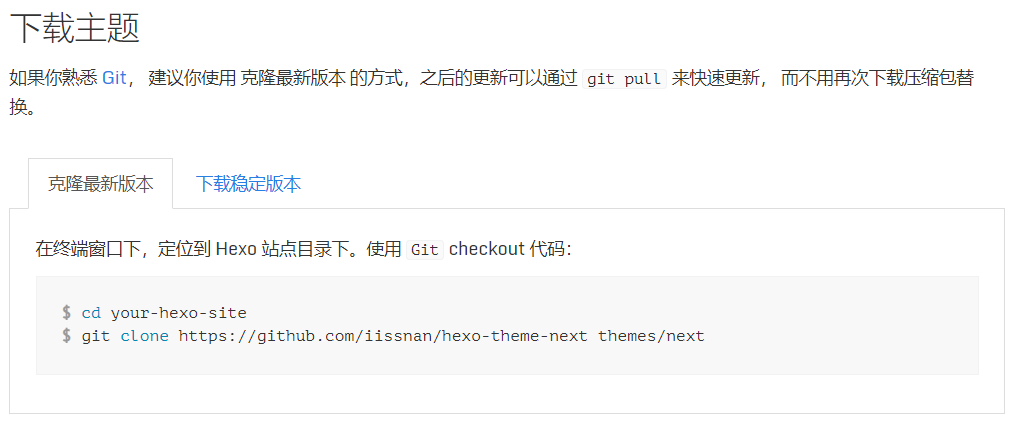 下载主题
如果你熟悉 Git， 建议你使用 克隆最新版本 的方式，之后的更新可以通过 git pull 来快速更新， 而不用再次下载压缩包替
换。
克隆最新版本 下载稳定版本
在终端窗口下，定位到 Hexo 站点目录下。使用 Git checkout 代码：
$ cd your-hexo-site
$ git clone https://github.com/iissnan/hexo-theme-next themes/next